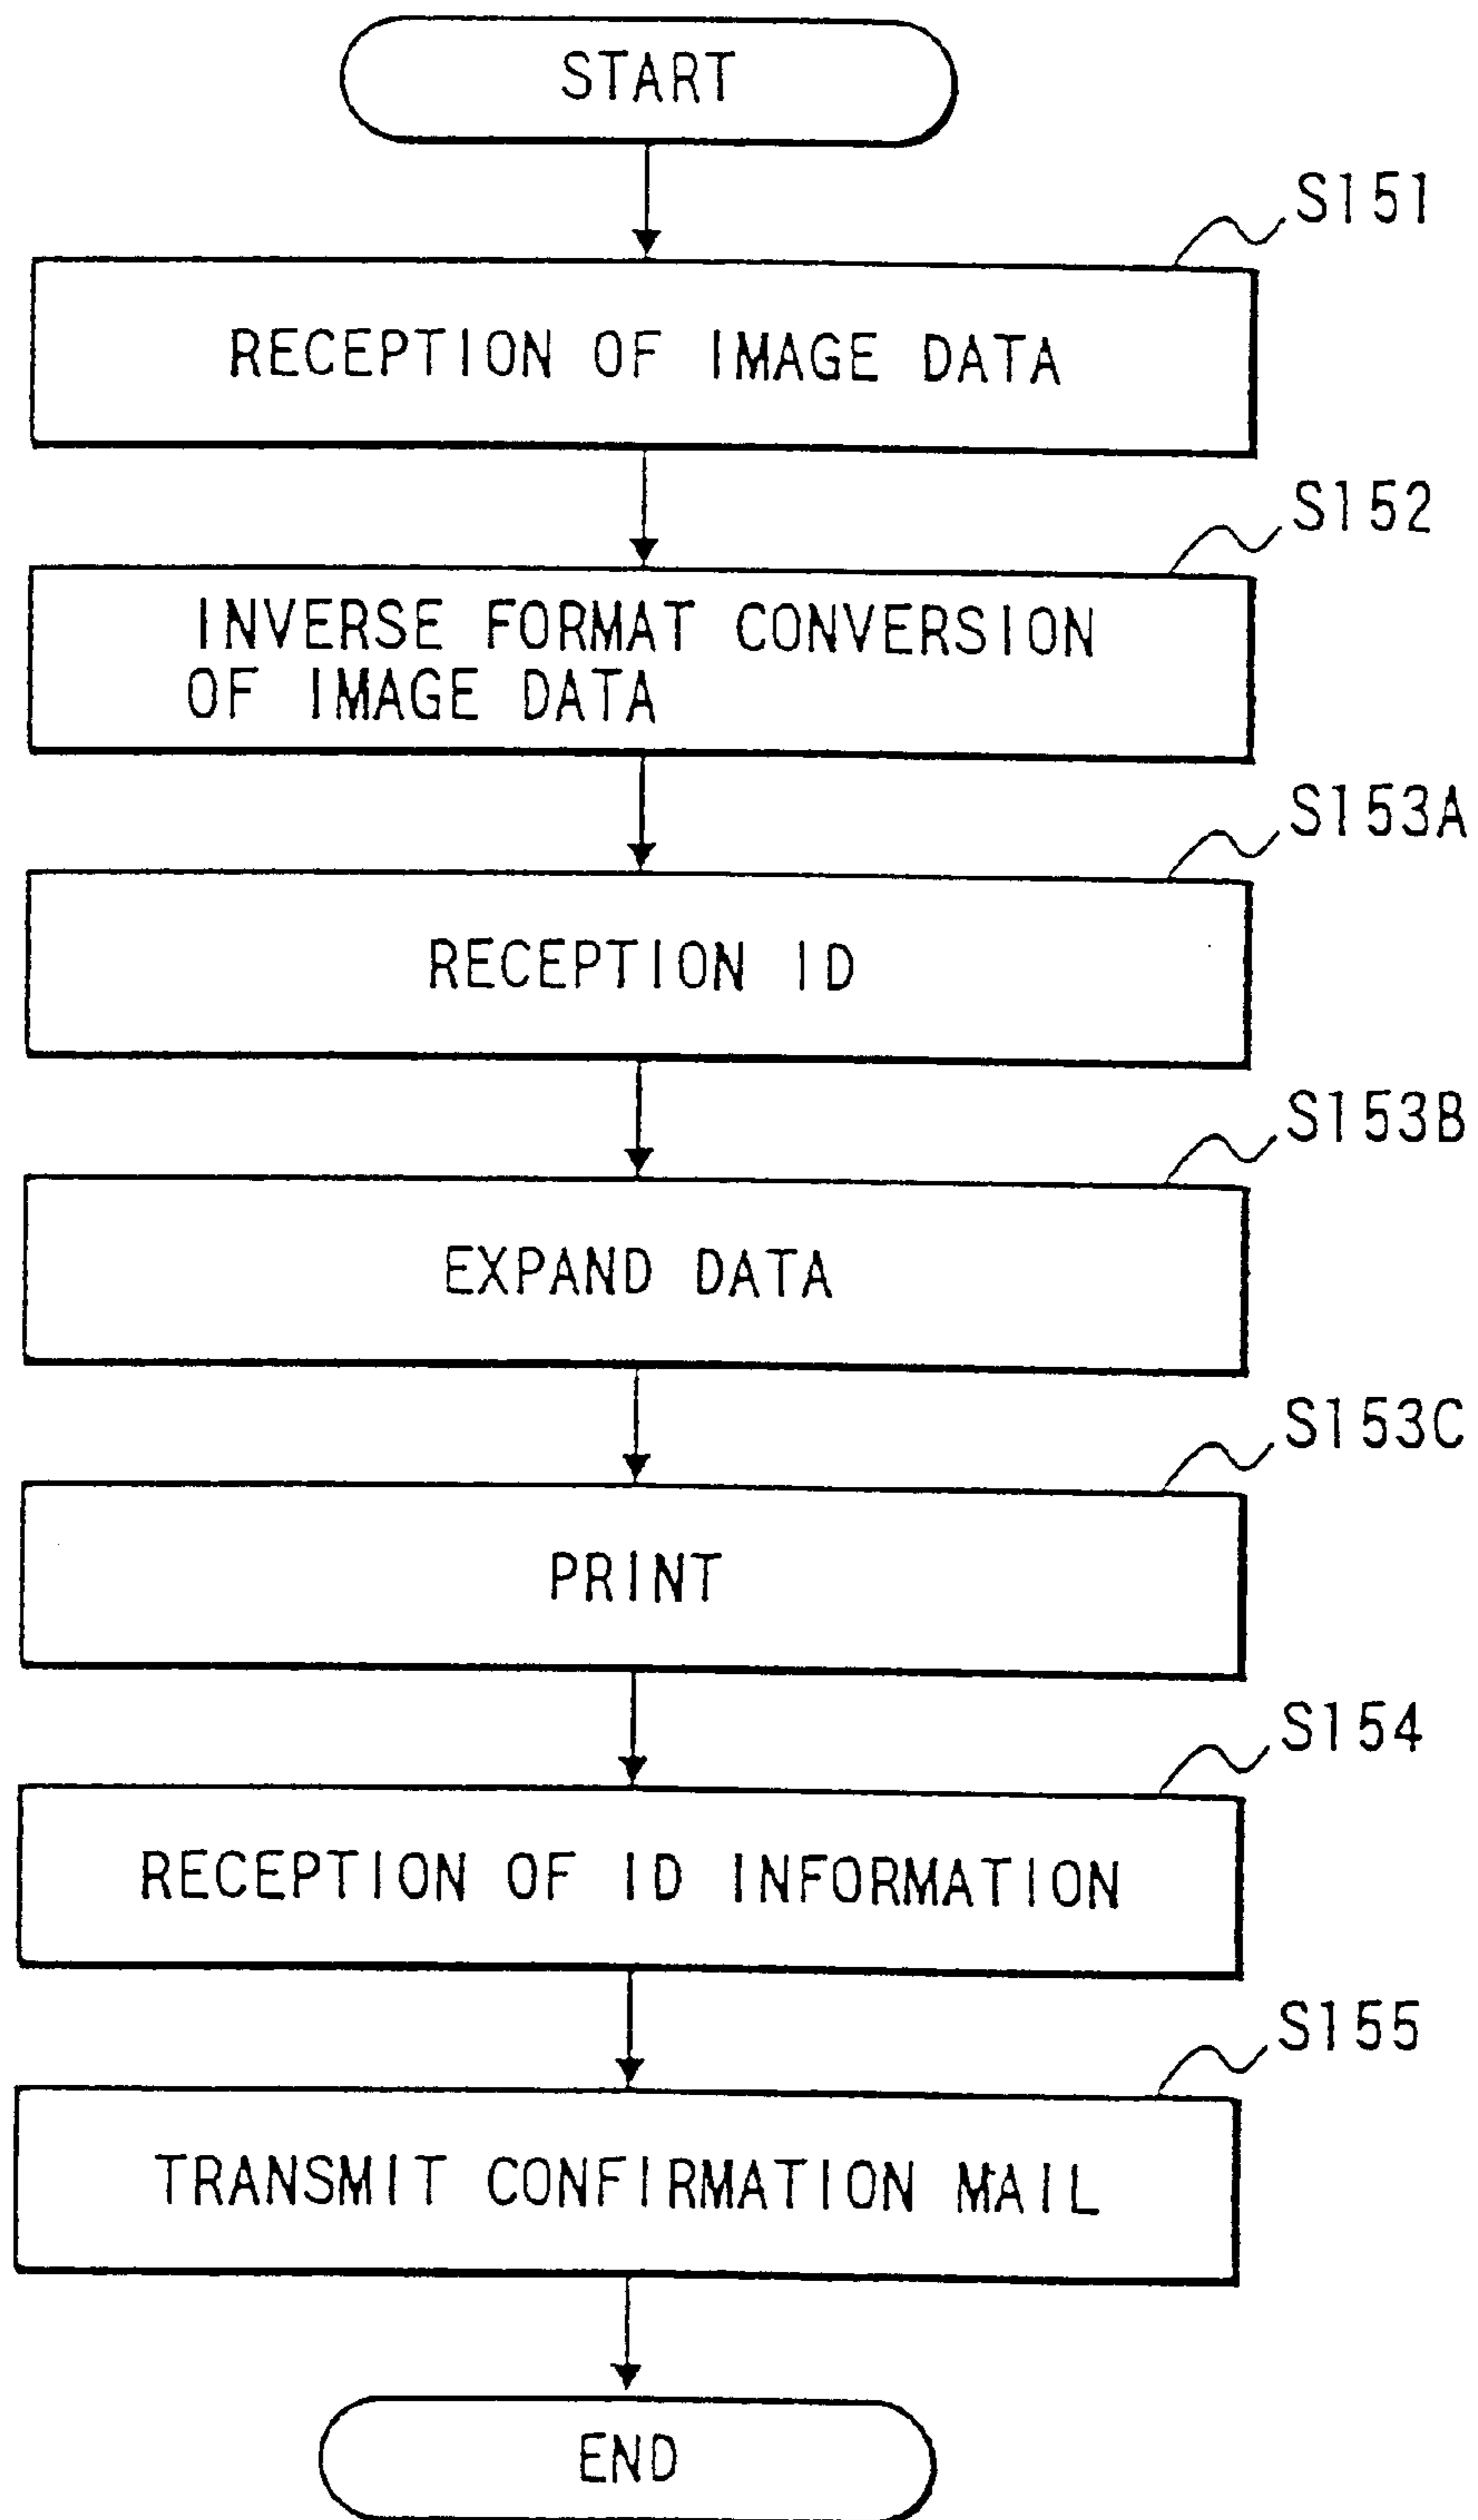 START
S151
RECEPTION OF IMAGE DATA
S152
INVERSE FORMAT CONVERSION
OF IMAGE DATA
S153A
RECEPTION ID
S153B
EXPAND DATA
S153C
PRINT
S154
RECEPTION OF ID INFORMATION
S155
TRANSMIT CONFIRMATION MAIL
END